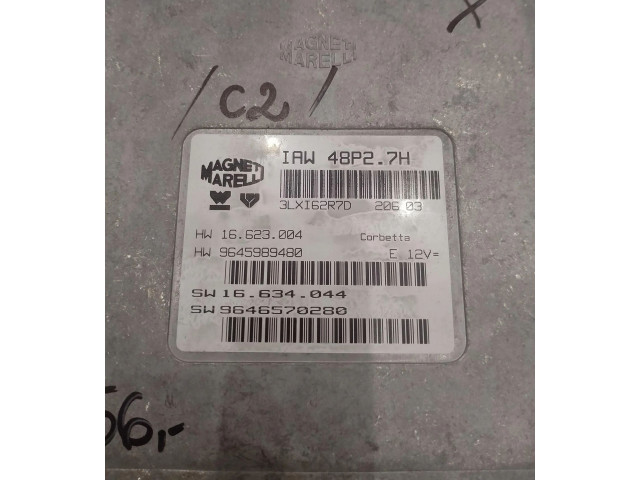 MAGNETI
MARELLI
X
/C2/
MAGNETI
MARELLI
IAW 48P2.7H
3LXI62R7D 206 03
HW 16.623.004 Corbetta
HW 9645989480 E 12V=
SW 16.634.044
SW 9646570280
56,-